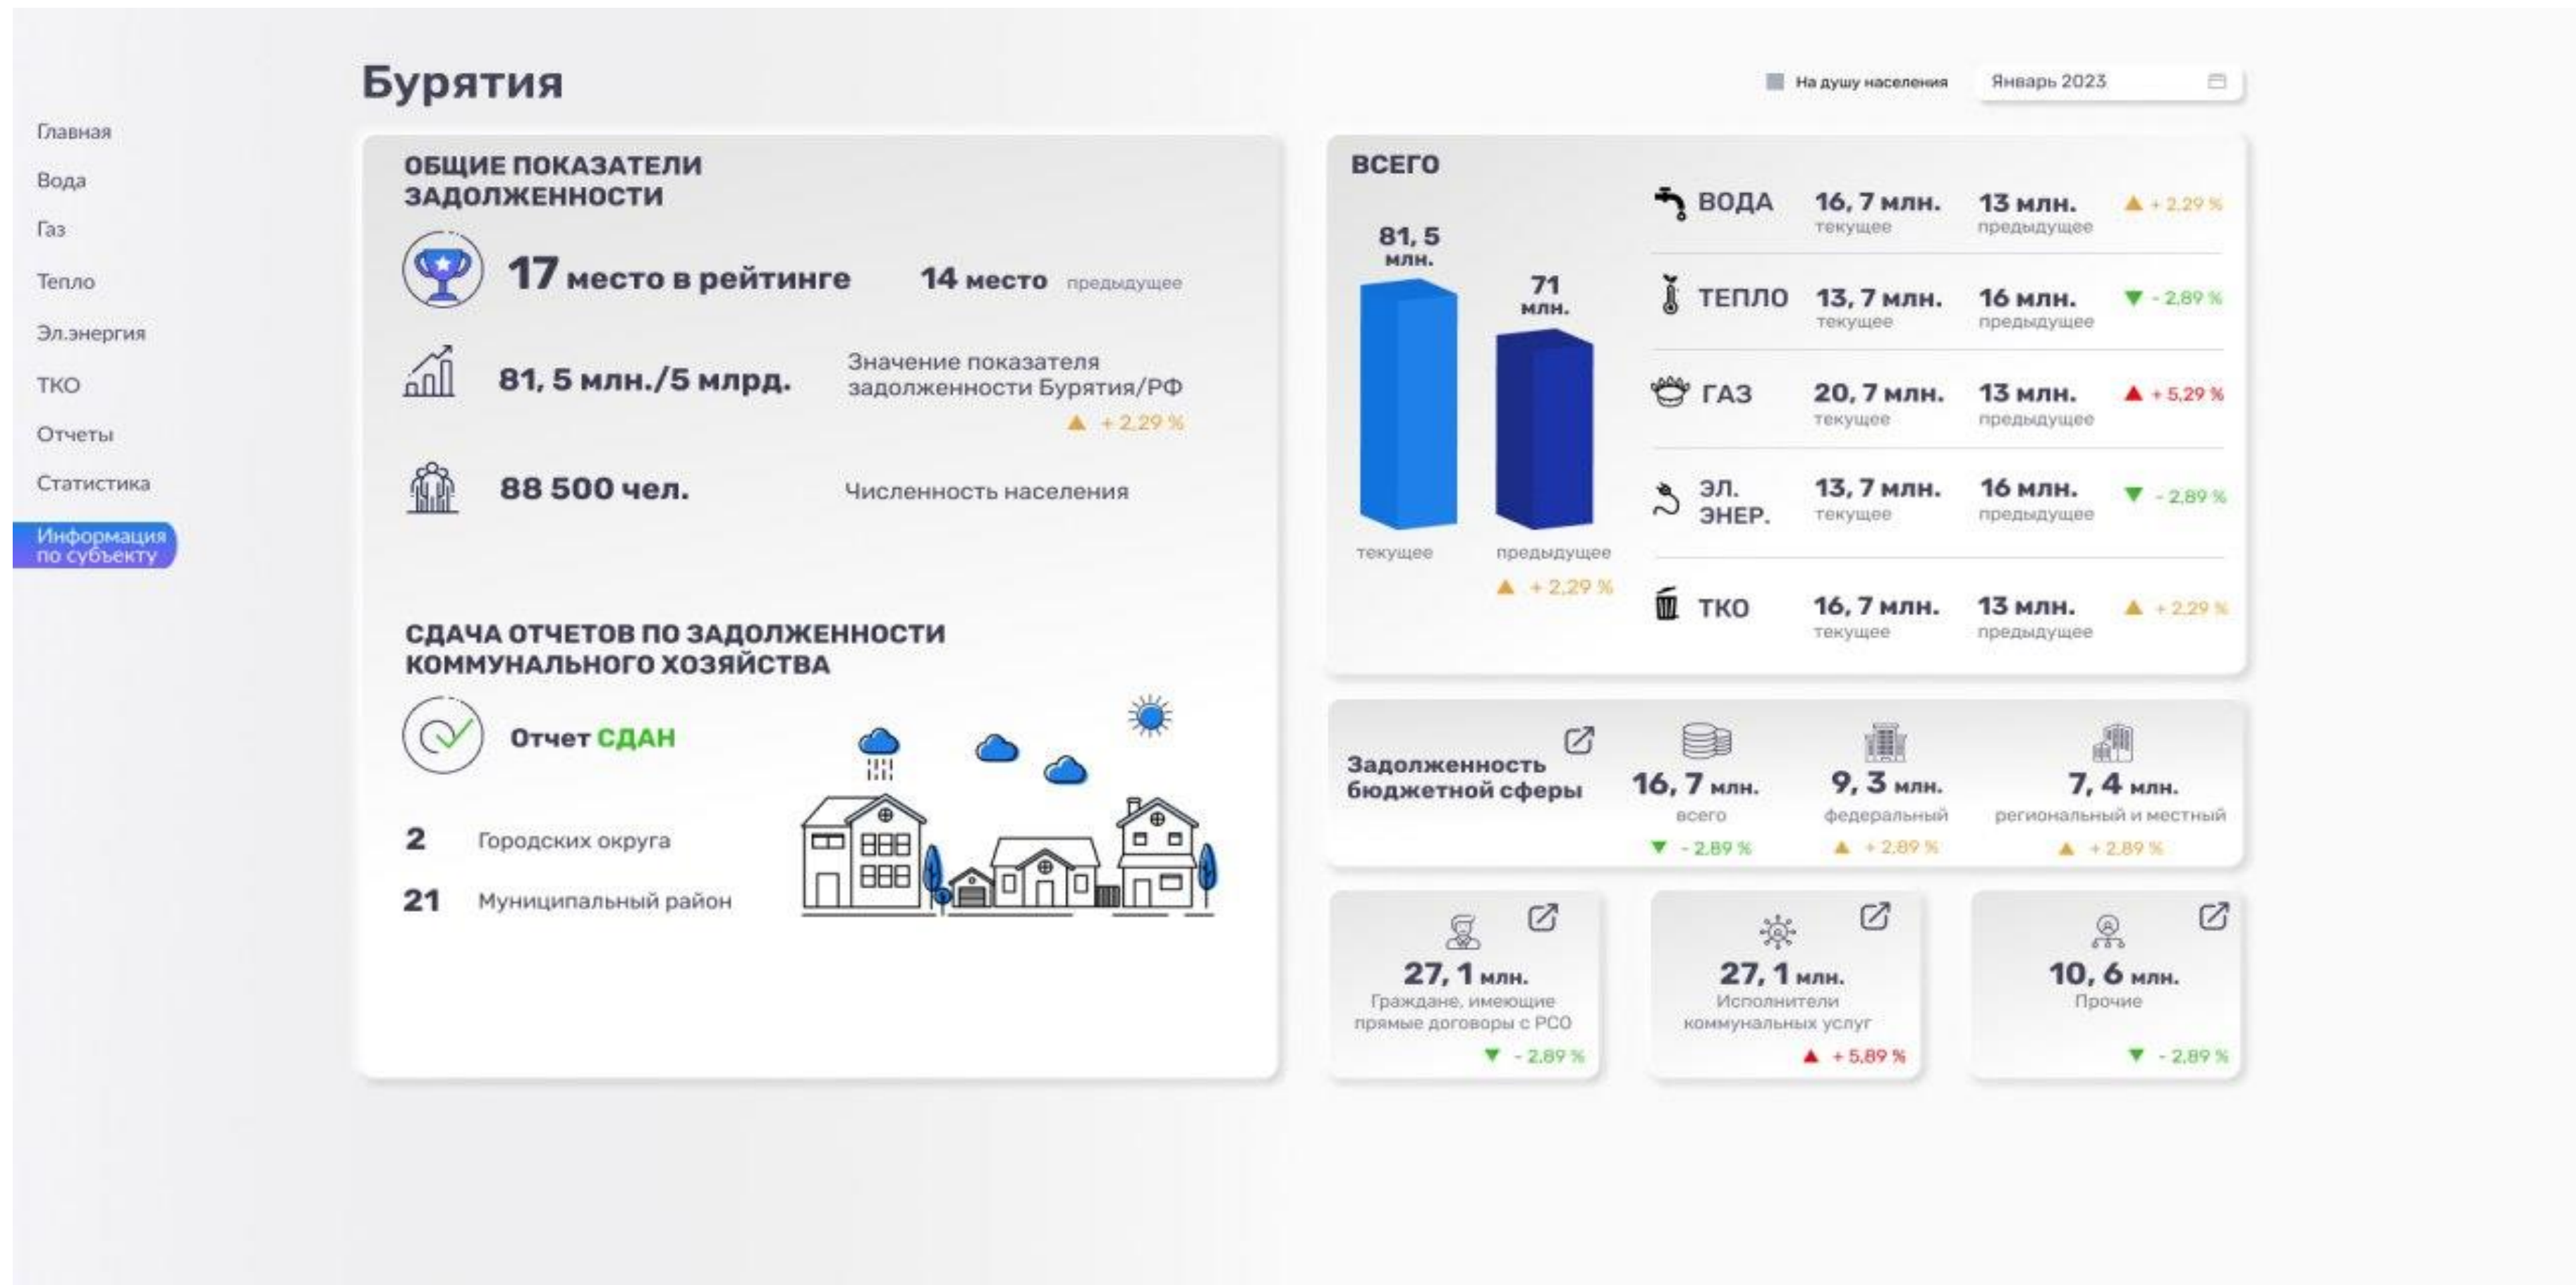 Бурятия
На душу населения
Январь 2023
Главная
Вода
Газ
Тепло
Эл.энергия
ТКО
Отчеты
Статистика
Информация
по субъекту
ОБЩИЕ ПОКАЗАТЕЛИ
ЗАДОЛЖЕННОСТИ
17 место в рейтинге
14 место предыдущее
81, 5 млн./5 млрд.
Значение показателя
задолженности Бурятия/РФ
+ 2,29 %
88 500 чел.
Численность населения
СДАЧА ОТЧЕТОВ ПО ЗАДОЛЖЕННОСТИ
КОММУНАЛЬНОГО ХОЗЯЙСТВА
Отчет СДАН
2 Городских округа
21 Муниципальный район
ВСЕГО
81, 5
млн.
71
млн.
текущее
предыдущее
+ 2,29 %
ВОДА 16, 7 млн. 13 млн. + 2,29 %
текущее предыдущее
ТЕПЛО 13, 7 млн. 16 млн. - 2,89 %
текущее предыдущее
ГАЗ 20, 7 млн. 13 млн. + 5,29 %
текущее предыдущее
ЭЛ.
ЭНЕР.
13, 7 млн. 16 млн. - 2,89 %
текущее предыдущее
ТКО 16, 7 млн. 13 млн. + 2,29 %
текущее предыдущее
Задолженность
бюджетной сферы
16, 7 млн.
всего
- 2,89 %
9, 3 млн.
федеральный
+ 2,89 %
7, 4 млн.
региональный и местный
+ 2,89 %
27, 1 млн.
Граждане, имеющие
прямые договоры с РСО
- 2,89 %
27, 1 млн.
Исполнители
коммунальных услуг
+ 5,89 %
10, 6 млн.
Прочие
- 2,89 %